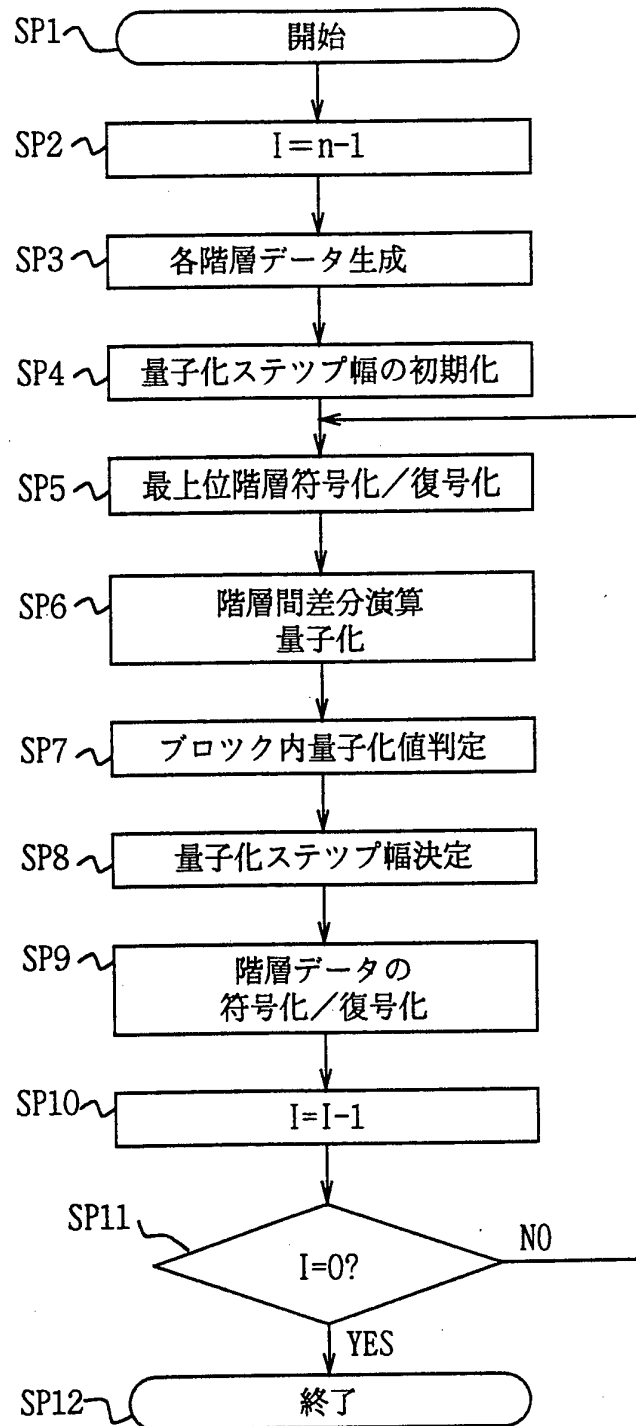 SP1
開始
SP2
I=n-1
SP3
各階層データ生成
SP4
量子化ステツプ幅の初期化
SP5
最上位階層符号化／復号化
SP6
階層間差分演算
量子化
SP7
ブロツク内量子化値判定
SP8
量子化ステツプ幅決定
SP9
階層データの
符号化／復号化
SP10
I=I-1
SP11
I=0?
NO
YES
SP12
終了